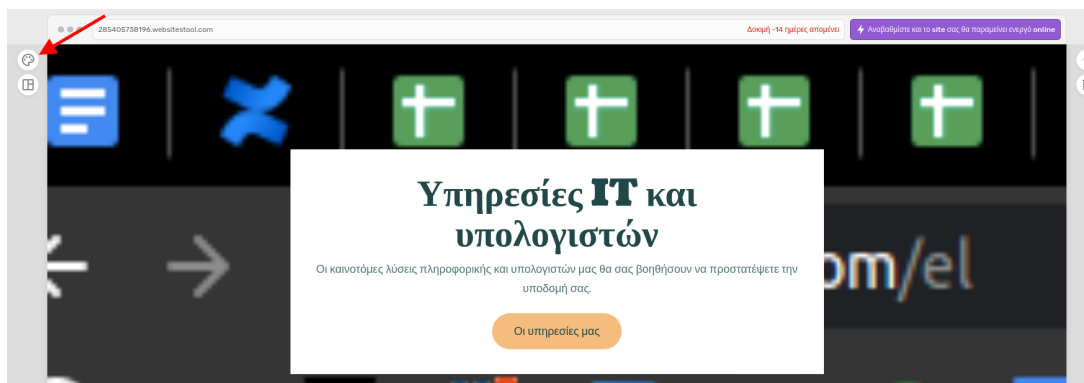 285405738196.websitestool.com
Δοκιμή -14 ημέρες απομένει
Αναβαθμίστε και το site σας θα παραμείνει ενεργό online
Υπηρεσίες IT και
υπολογιστών
Οι καινοτόμες λύσεις πληροφορικής και υπολογιστών μας θα σας βοηθήσουν να προστατέψετε την
υποδομή σας.
om/el
Οι υπηρεσίες μας